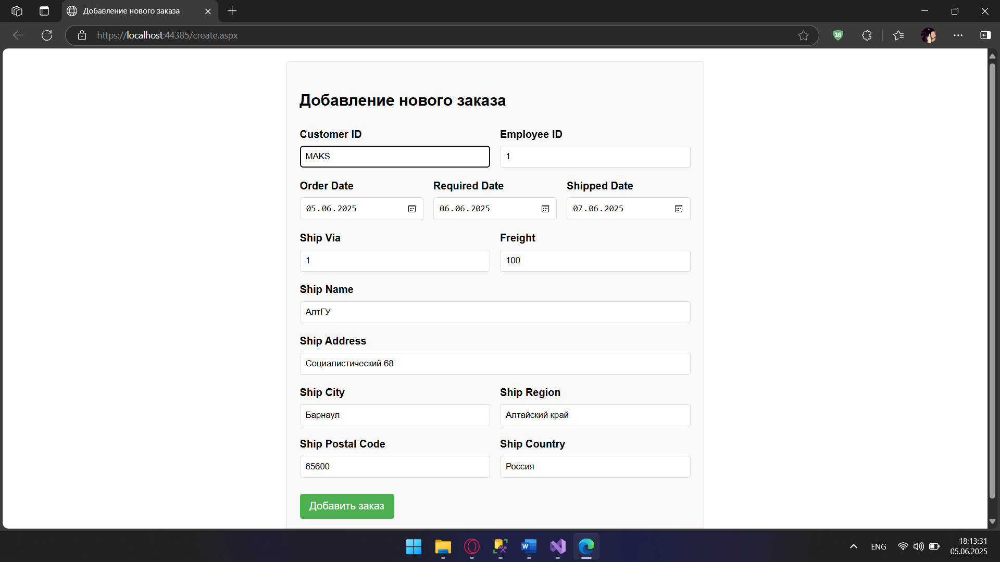 Добавление нового заказа
https://localhost:44385/create.aspx
16
Добавление нового заказа
Customer ID
Employee ID
MAKS
1
Order Date
Required Date
Shipped Date
05.06.2025
06.06.2025
07.06.2025
Ship Via
Freight
1
100
Ship Name
АлтГУ
Ship Address
Социалистический 68
Ship City
Ship Region
Барнаул
Алтайский край
Ship Postal Code
Ship Country
65600
Россия
Добавить заказ
W
ENG
18:13:31
05.06.2025